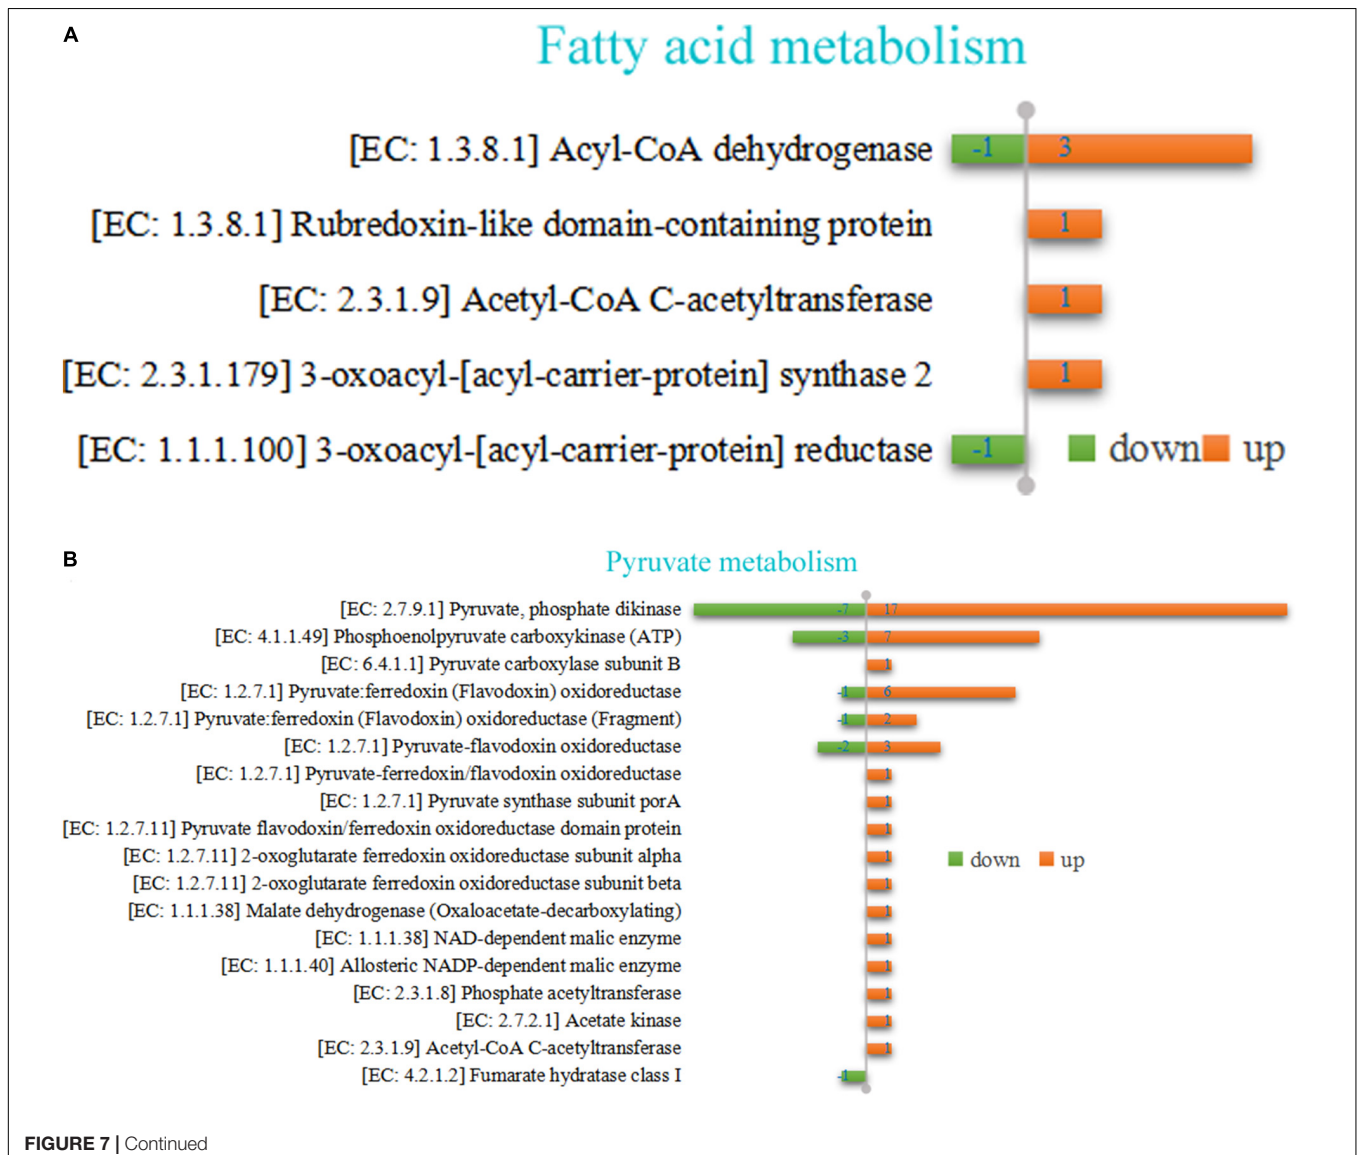 A
Fatty acid metabolism
[EC: 1.3.8.1] Acyl-CoA dehydrogenase -1 3
[EC: 1.3.8.1] Rubredoxin-like domain-containing protein 1
[EC: 2.3.1.9] Acetyl-CoA C-acetyltransferase 1
[EC: 2.3.1.179] 3-oxoacyl-[acyl-carrier-protein] synthase 2 1
[EC: 1.1.1.100] 3-oxoacyl-[acyl-carrier-protein] reductase -1 down up
B
Pyruvate metabolism
[EC: 2.7.9.1] Pyruvate, phosphate dikinase -7 17
[EC: 4.1.1.49] Phosphoenolpyruvate carboxykinase (ATP) -3 7
[EC: 6.4.1.1] Pyruvate carboxylase subunit B 1
[EC: 1.2.7.1] Pyruvate:ferredoxin (Flavodoxin) oxidoreductase -1 6
[EC: 1.2.7.1] Pyruvate:ferredoxin (Flavodoxin) oxidoreductase (Fragment) -1 2
[EC: 1.2.7.1] Pyruvate-flavodoxin oxidoreductase -2 3
[EC: 1.2.7.1] Pyruvate-ferredoxin/flavodoxin oxidoreductase 1
[EC: 1.2.7.1] Pyruvate synthase subunit porA 1
[EC: 1.2.7.11] Pyruvate flavodoxin/ferredoxin oxidoreductase domain protein 1
[EC: 1.2.7.11] 2-oxoglutarate ferredoxin oxidoreductase subunit alpha 1 down up
[EC: 1.2.7.11] 2-oxoglutarate ferredoxin oxidoreductase subunit beta 1
[EC: 1.1.1.38] Malate dehydrogenase (Oxaloacetate-decarboxylating) 1
[EC: 1.1.1.38] NAD-dependent malic enzyme 1
[EC: 1.1.1.40] Allosteric NADP-dependent malic enzyme 1
[EC: 2.3.1.8] Phosphate acetyltransferase 1
[EC: 2.7.2.1] Acetate kinase 1
[EC: 2.3.1.9] Acetyl-CoA C-acetyltransferase 1
[EC: 4.2.1.2] Fumarate hydratase class I -1
FIGURE 7 | Continued